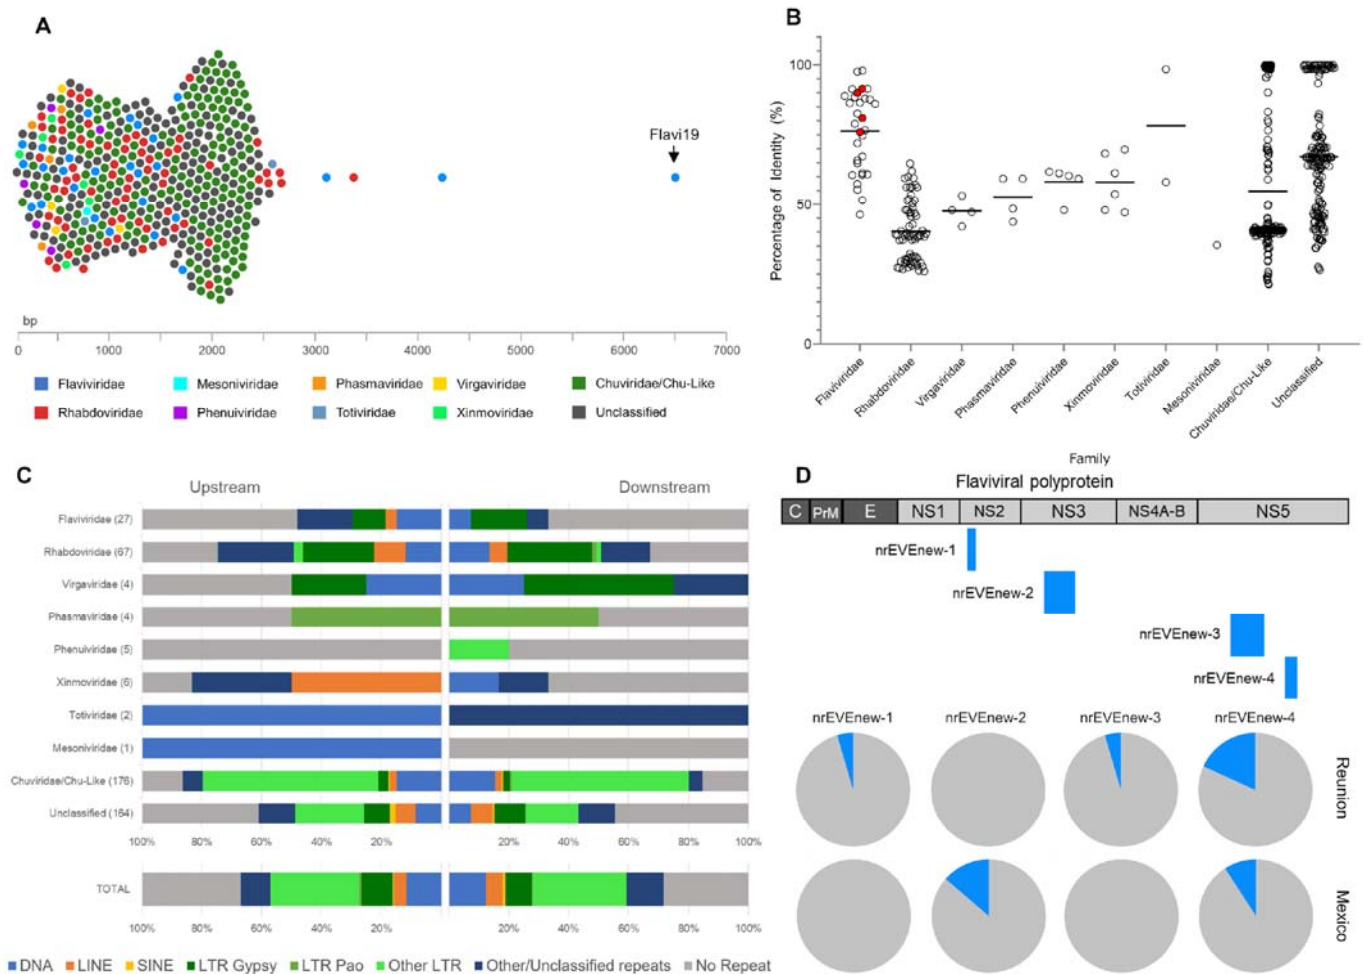 A
Flavi19
bp
0 1000 2000 3000 4000 5000 6000 7000
Flaviviridae Mesoniviridae Phasmaviridae Virgaviridae Chuviridae/Chu-Like
Rhabdoviridae Phenuiviridae Totiviridae Xinmoviridae Unclassified
B
Percentage of Identity (%)
100
50
0
Flaviviridae Rhabdoviridae Virgaviridae Phasmaviridae Phenuiviridae Xinmoviridae Totiviridae Mesoniviridae Chuviridae/Chu-Like Unclassified
Family
C
Upstream Downstream
Flaviviridae (27)
Rhabdoviridae (67)
Virgaviridae (4)
Phasmaviridae (4)
Phenuiviridae (5)
Xinmoviridae (6)
Totiviridae (2)
Mesoniviridae (1)
Chuviridae/Chu-Like (176)
Unclassified (164)
100% 80% 60% 40% 20% 20% 40% 60% 80% 100%
TOTAL
100% 80% 60% 40% 20% 20% 40% 60% 80% 100%
DNA LINE SINE LTR Gypsy LTR Pao Other LTR Other/Unclassified repeats No Repeat
D
Flaviviral polyprotein
C PrM E NS1 NS2 NS3 NS4A-B NS5
nrEVEnew-1
nrEVEnew-2
nrEVEnew-3
nrEVEnew-4
nrEVEnew-1 nrEVEnew-2 nrEVEnew-3 nrEVEnew-4
Reunion
Mexico